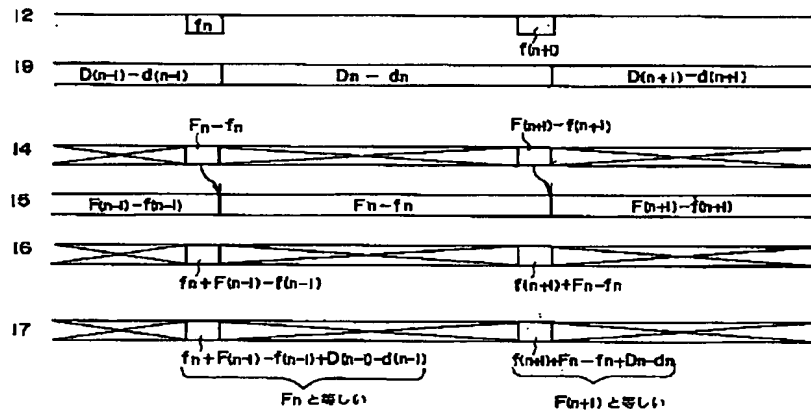 12 fn f(n+1)
19 D(n-1)-d(n-1) Dn-dn D(n+1)-d(n+1)
Fn-fn F(n+1)-f(n+1)
14
15 F(n-1)-f(n-1) Fn-fn F(n+1)-f(n+1)
16
fn+F(n-1)-f(n-1) f(n+1)+Fn-fn
17
fn+F(n-1)-f(n-1)+D(n-1)-d(n-1) f(n+1)+Fn-fn+Dn-dn
Fnと等しい F(n+1)と等しい